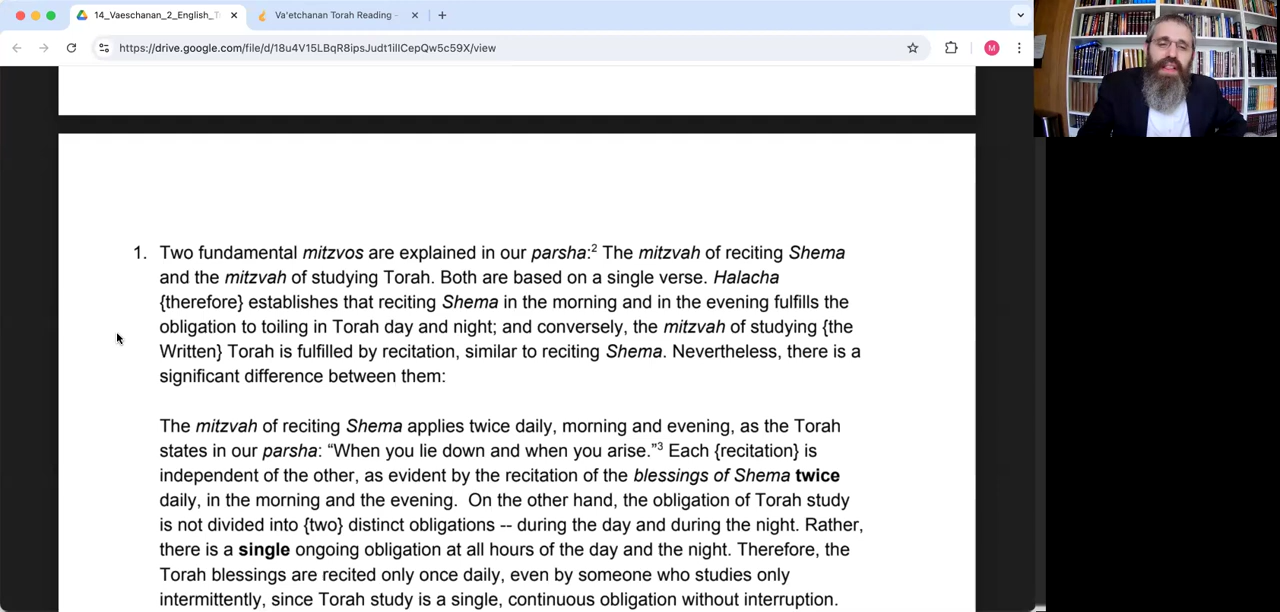 14_Vaeschanan_2_English_T
Va'etchanan Torah Reading -
https://drive.google.com/file/d/18u4V15LBqR8ipsJudt1iIlCepQw5c59X/view
M
1. Two fundamental mitzvos are explained in our parsha:² The mitzvah of reciting Shema
and the mitzvah of studying Torah. Both are based on a single verse. Halacha
{therefore} establishes that reciting Shema in the morning and in the evening fulfills the
obligation to toiling in Torah day and night; and conversely, the mitzvah of studying {the
Written} Torah is fulfilled by recitation, similar to reciting Shema. Nevertheless, there is a
significant difference between them:
The mitzvah of reciting Shema applies twice daily, morning and evening, as the Torah
states in our parsha: “When you lie down and when you arise.”³ Each {recitation} is
independent of the other, as evident by the recitation of the blessings of Shema twice
daily, in the morning and the evening. On the other hand, the obligation of Torah study
is not divided into {two} distinct obligations -- during the day and during the night. Rather,
there is a single ongoing obligation at all hours of the day and the night. Therefore, the
Torah blessings are recited only once daily, even by someone who studies only
intermittently, since Torah study is a single, continuous obligation without interruption.